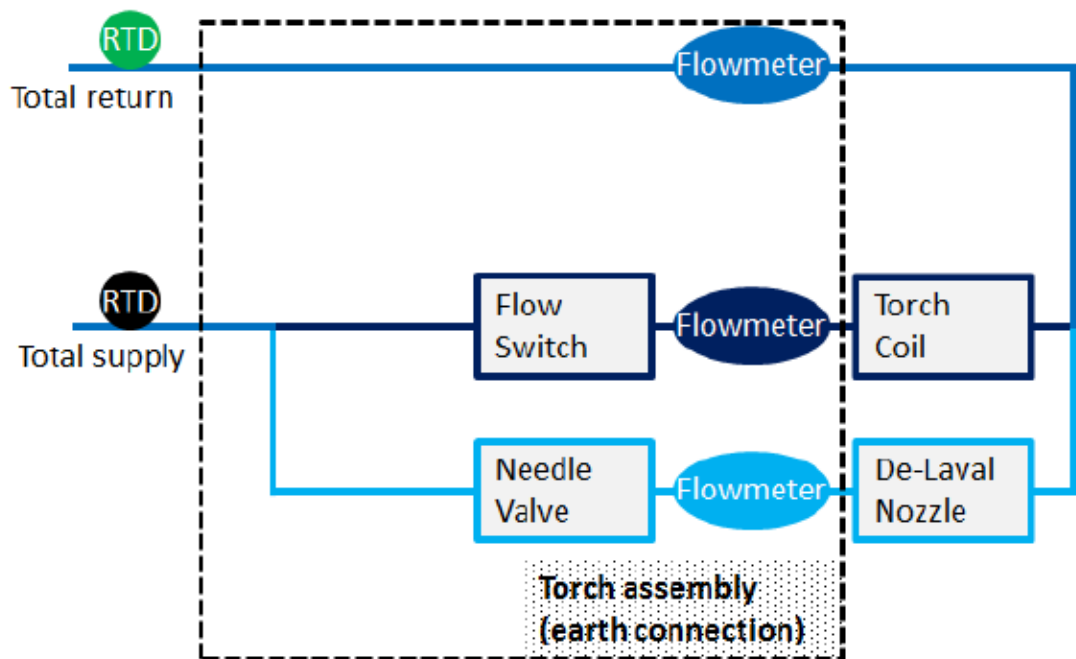 RTD
Flowmeter
Total return
RTD
Total supply
Flow
Switch
Flowmeter
Torch
Coil
Needle
Valve
Flowmeter
De-Laval
Nozzle
Torch assembly
(earth connection)